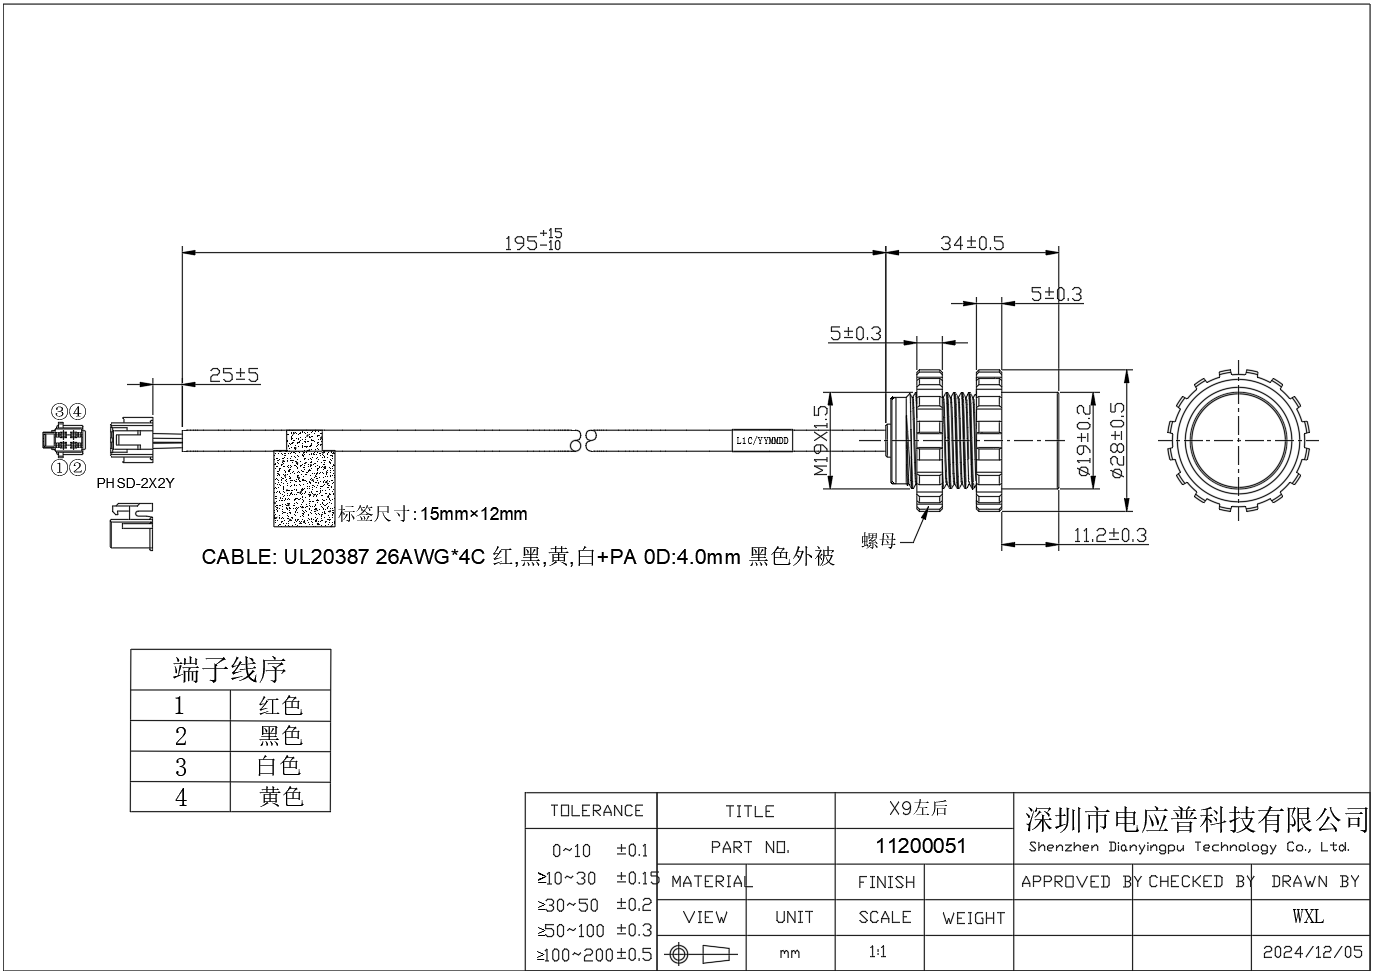 195 +15 -10
34±0.5
5±0.3
5±0.3
25±5
③④
①②
PHSD-2X2Y
LiC/YYMMDD
M19X1.5
ø19±0.2
ø28±0.5
标签尺寸:15mm×12mm
螺母
11.2±0.3
CABLE: UL20387 26AWG*4C 红,黑,黄,白+PA 0D:4.0mm 黑色外被
端子线序
1 红色
2 黑色
3 白色
4 黄色
TOLERANCE
0~10 ±0.1
≥10~30 ±0.15
≥30~50 ±0.2
≥50~100 ±0.3
≥100~200 ±0.5
TITLE X9左后
PART NO. 11200051
MATERIAL FINISH
VIEW UNIT SCALE WEIGHT
mm 1:1
深圳市电应普科技有限公司
Shenzhen Dianyingpu Technology Co., Ltd.
APPROVED BY CHECKED BY DRAWN BY
WXL
2024/12/05